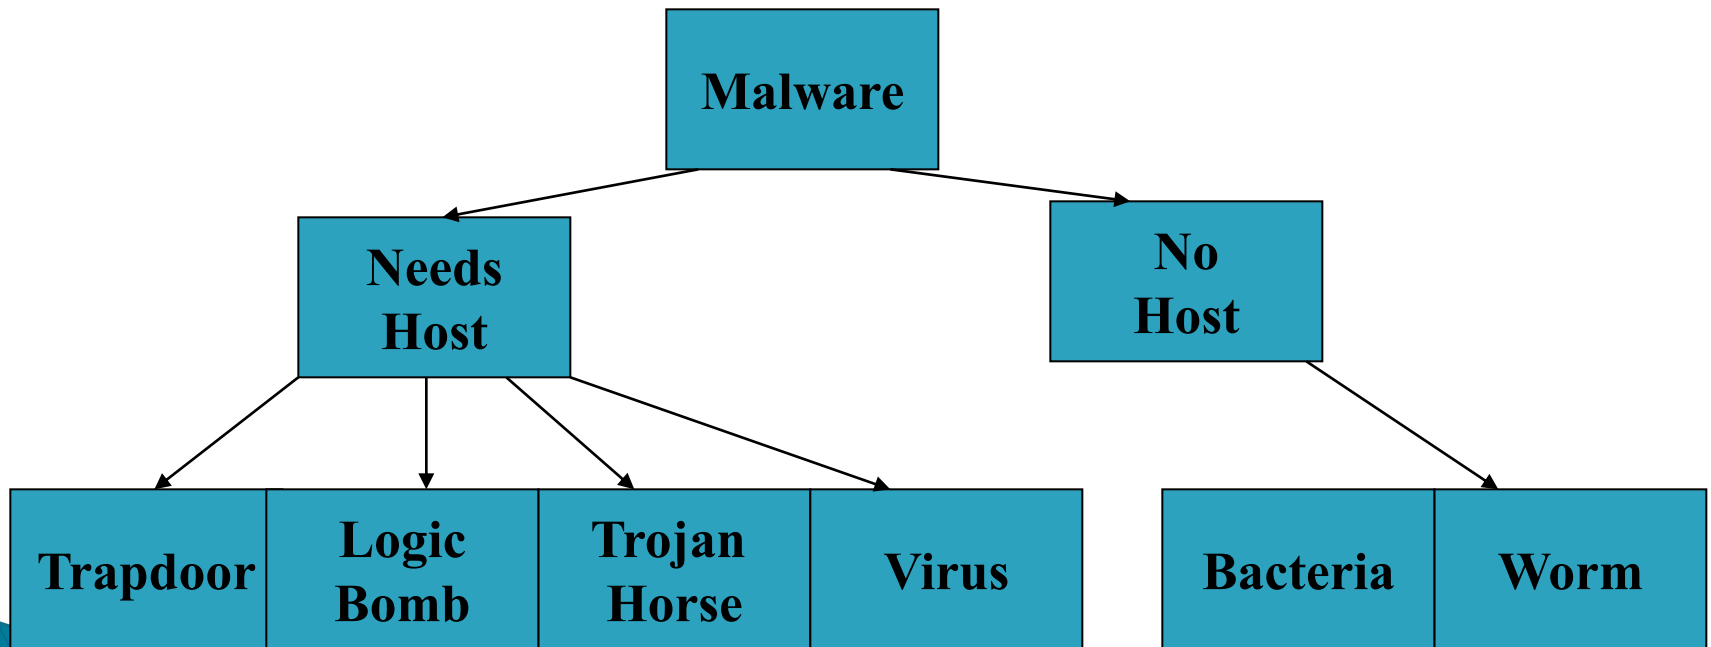 Malware
Needs
Host
No
Host
Trapdoor
Logic
Bomb
Trojan
Horse
Virus
Bacteria
Worm